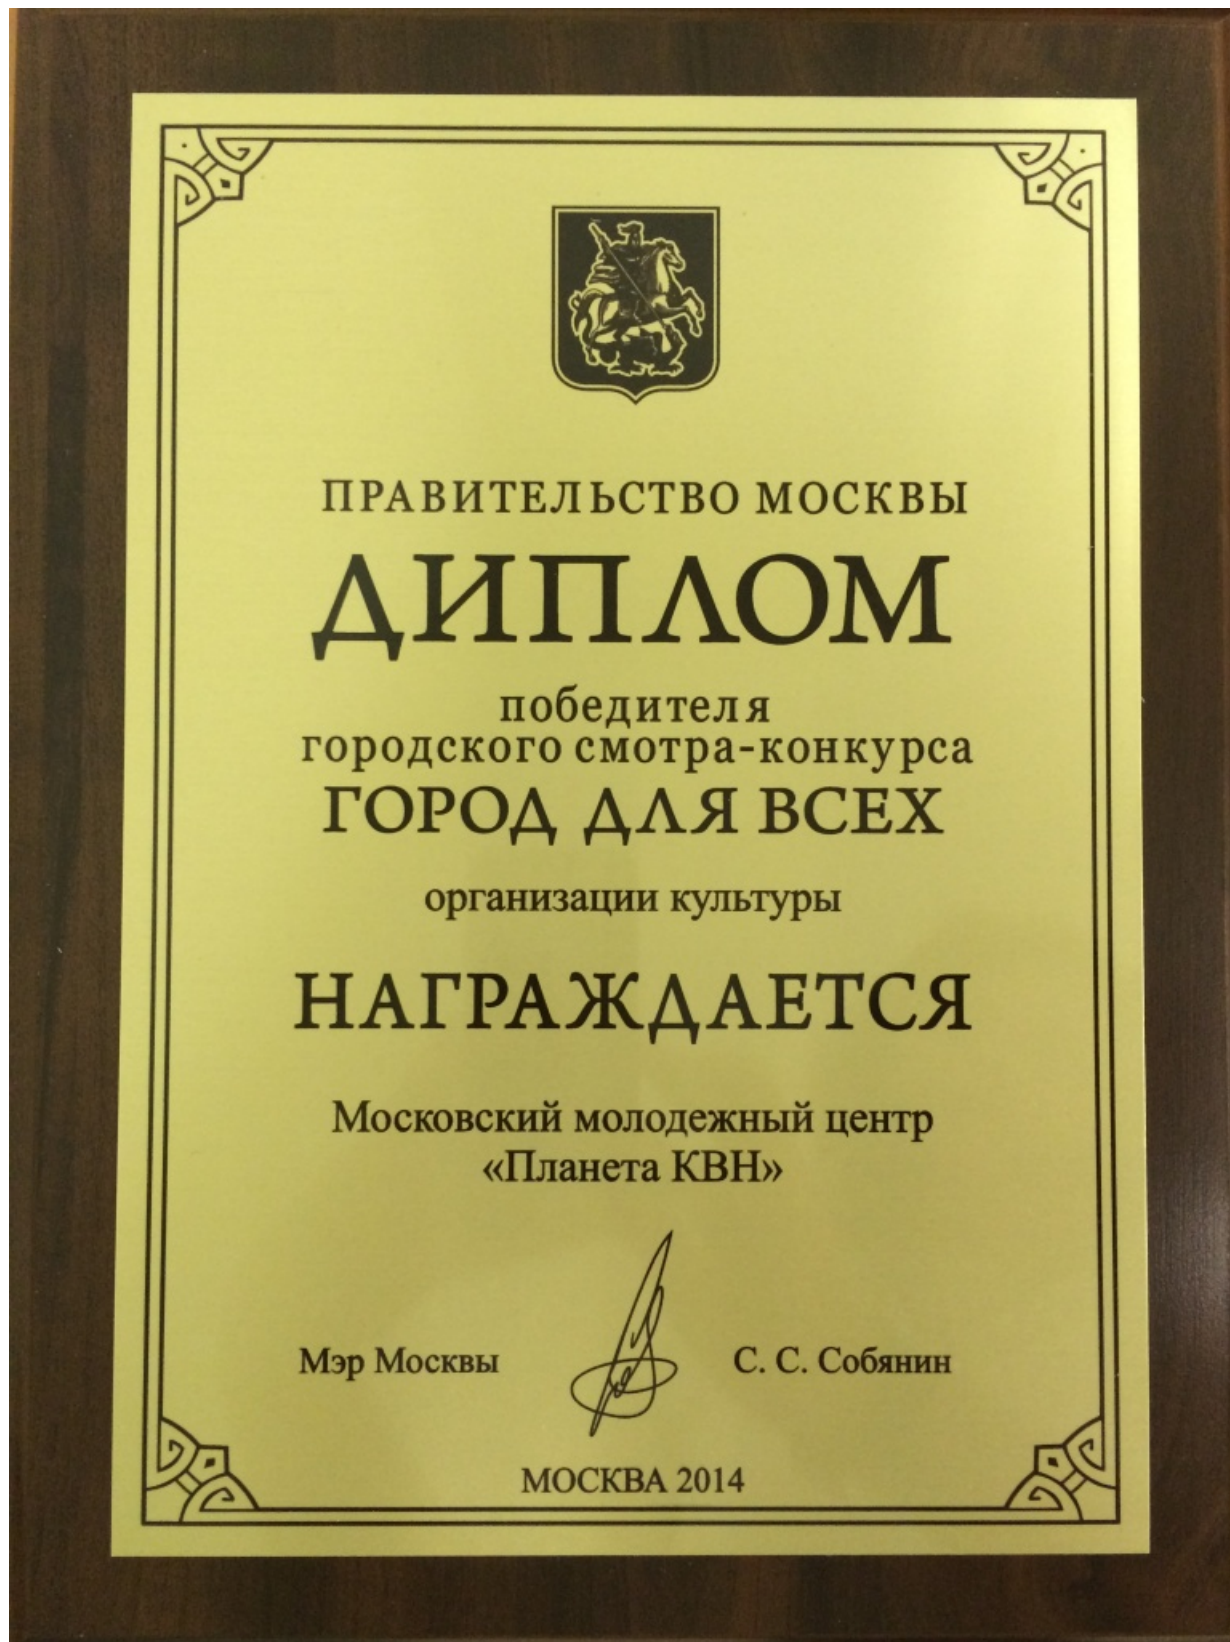 ПРАВИТЕЛЬСТВО МОСКВЫ
ДИПЛОМ
победителя
городского смотра-конкурса
ГОРОД ДЛЯ ВСЕХ
организации культуры
НАГРАЖДАЕТСЯ
Московский молодежный центр
«Планета КВН»
Мэр Москвы С. С. Собянин
МОСКВА 2014